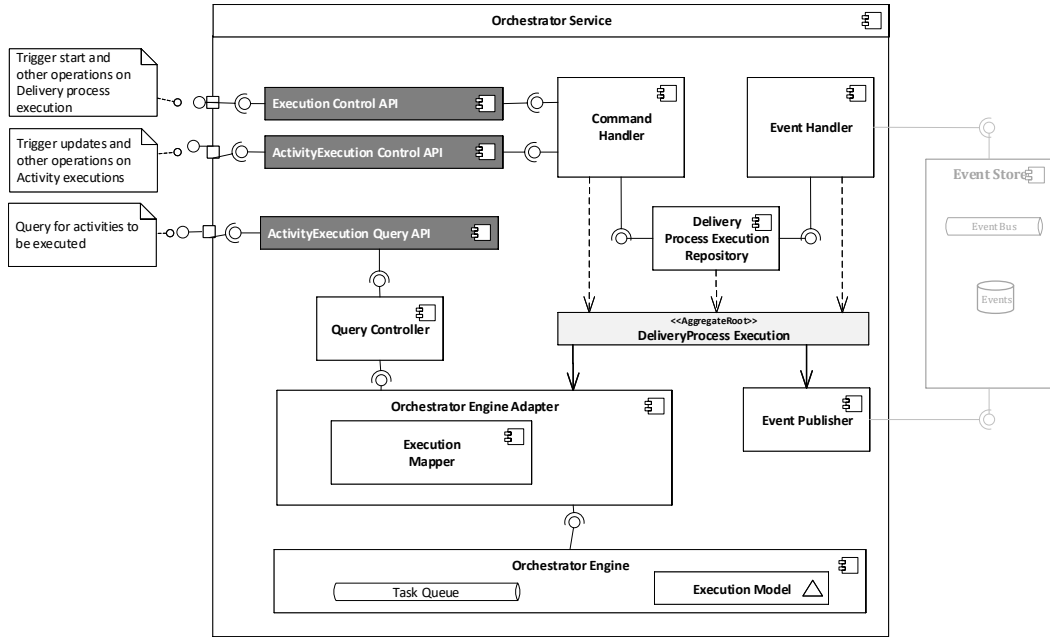 Orchestrator Service
Trigger start and
other operations on
Delivery process
execution
Execution Control API
Command
Handler
Event Handler
Trigger updates and
other operations on
Activity executions
ActivityExecution Control API
Event Store
EventBus
Events
Query for activities to
be executed
ActivityExecution Query API
Delivery
Process Execution
Repository
Query Controller
<<AggregateRoot>>
DeliveryProcess Execution
Orchestrator Engine Adapter
Execution
Mapper
Event Publisher
Orchestrator Engine
Task Queue
Execution Model